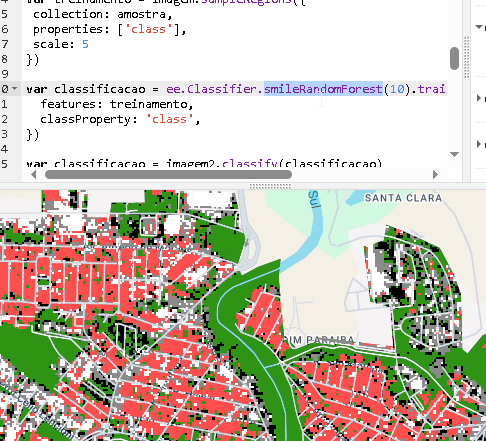 var treinamento = imagem.sampleRegions({
4
5
collection: amostra,
6
properties: ['class'],
7
scale: 5
8
})
9
0
var classificacao = ee.Classifier.smileRandomForest(10).trai
1
features: treinamento,
2
classProperty: 'class',
3
})
4
5
var classificacao = imagem2.classify(classificacao)
Sul
SANTA CLARA
DIM PARAIBA